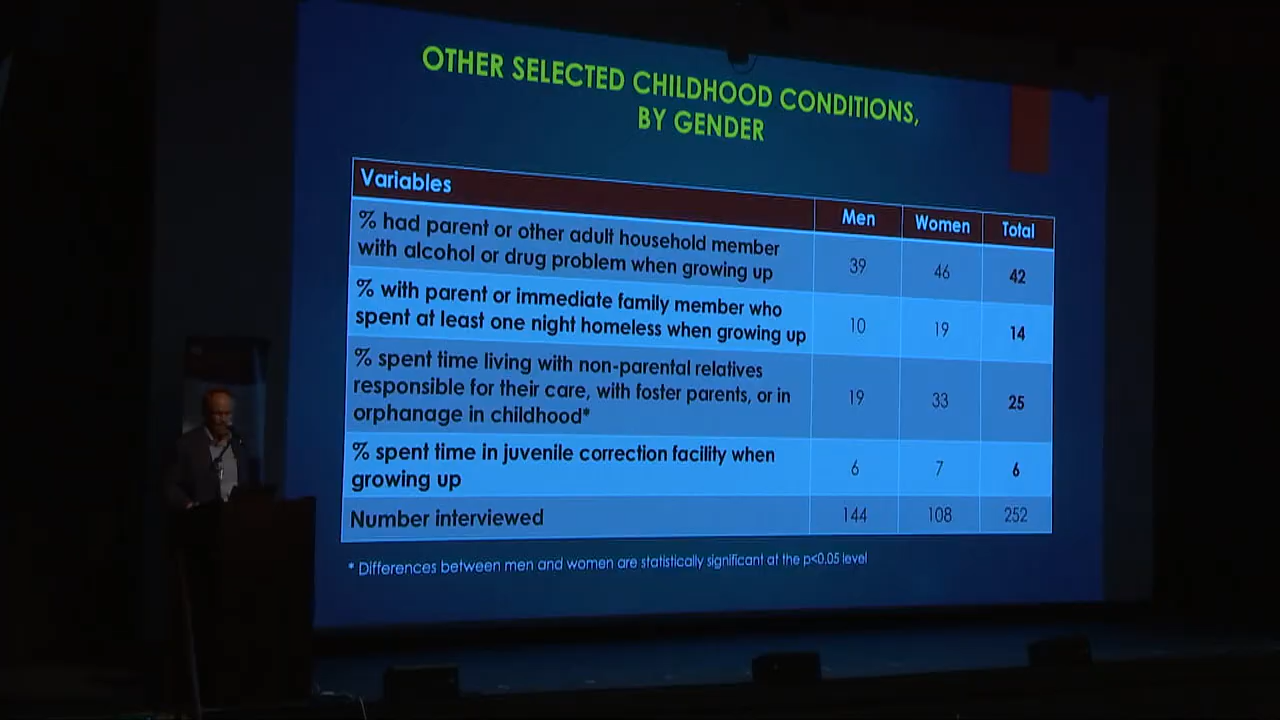 OTHER SELECTED CHILDHOOD CONDITIONS,
BY GENDER
Variables Men Women Total
% had parent or other adult household member
with alcohol or drug problem when growing up 39 46 42
% with parent or immediate family member who
spent at least one night homeless when growing up 10 19 14
% spent time living with non-parental relatives
responsible for their care, with foster parents, or in
orphanage in childhood* 19 33 25
% spent time in juvenile correction facility when
growing up 6 7 6
Number interviewed 144 108 252
* Differences between men and women are statistically significant at the p<0.05 level